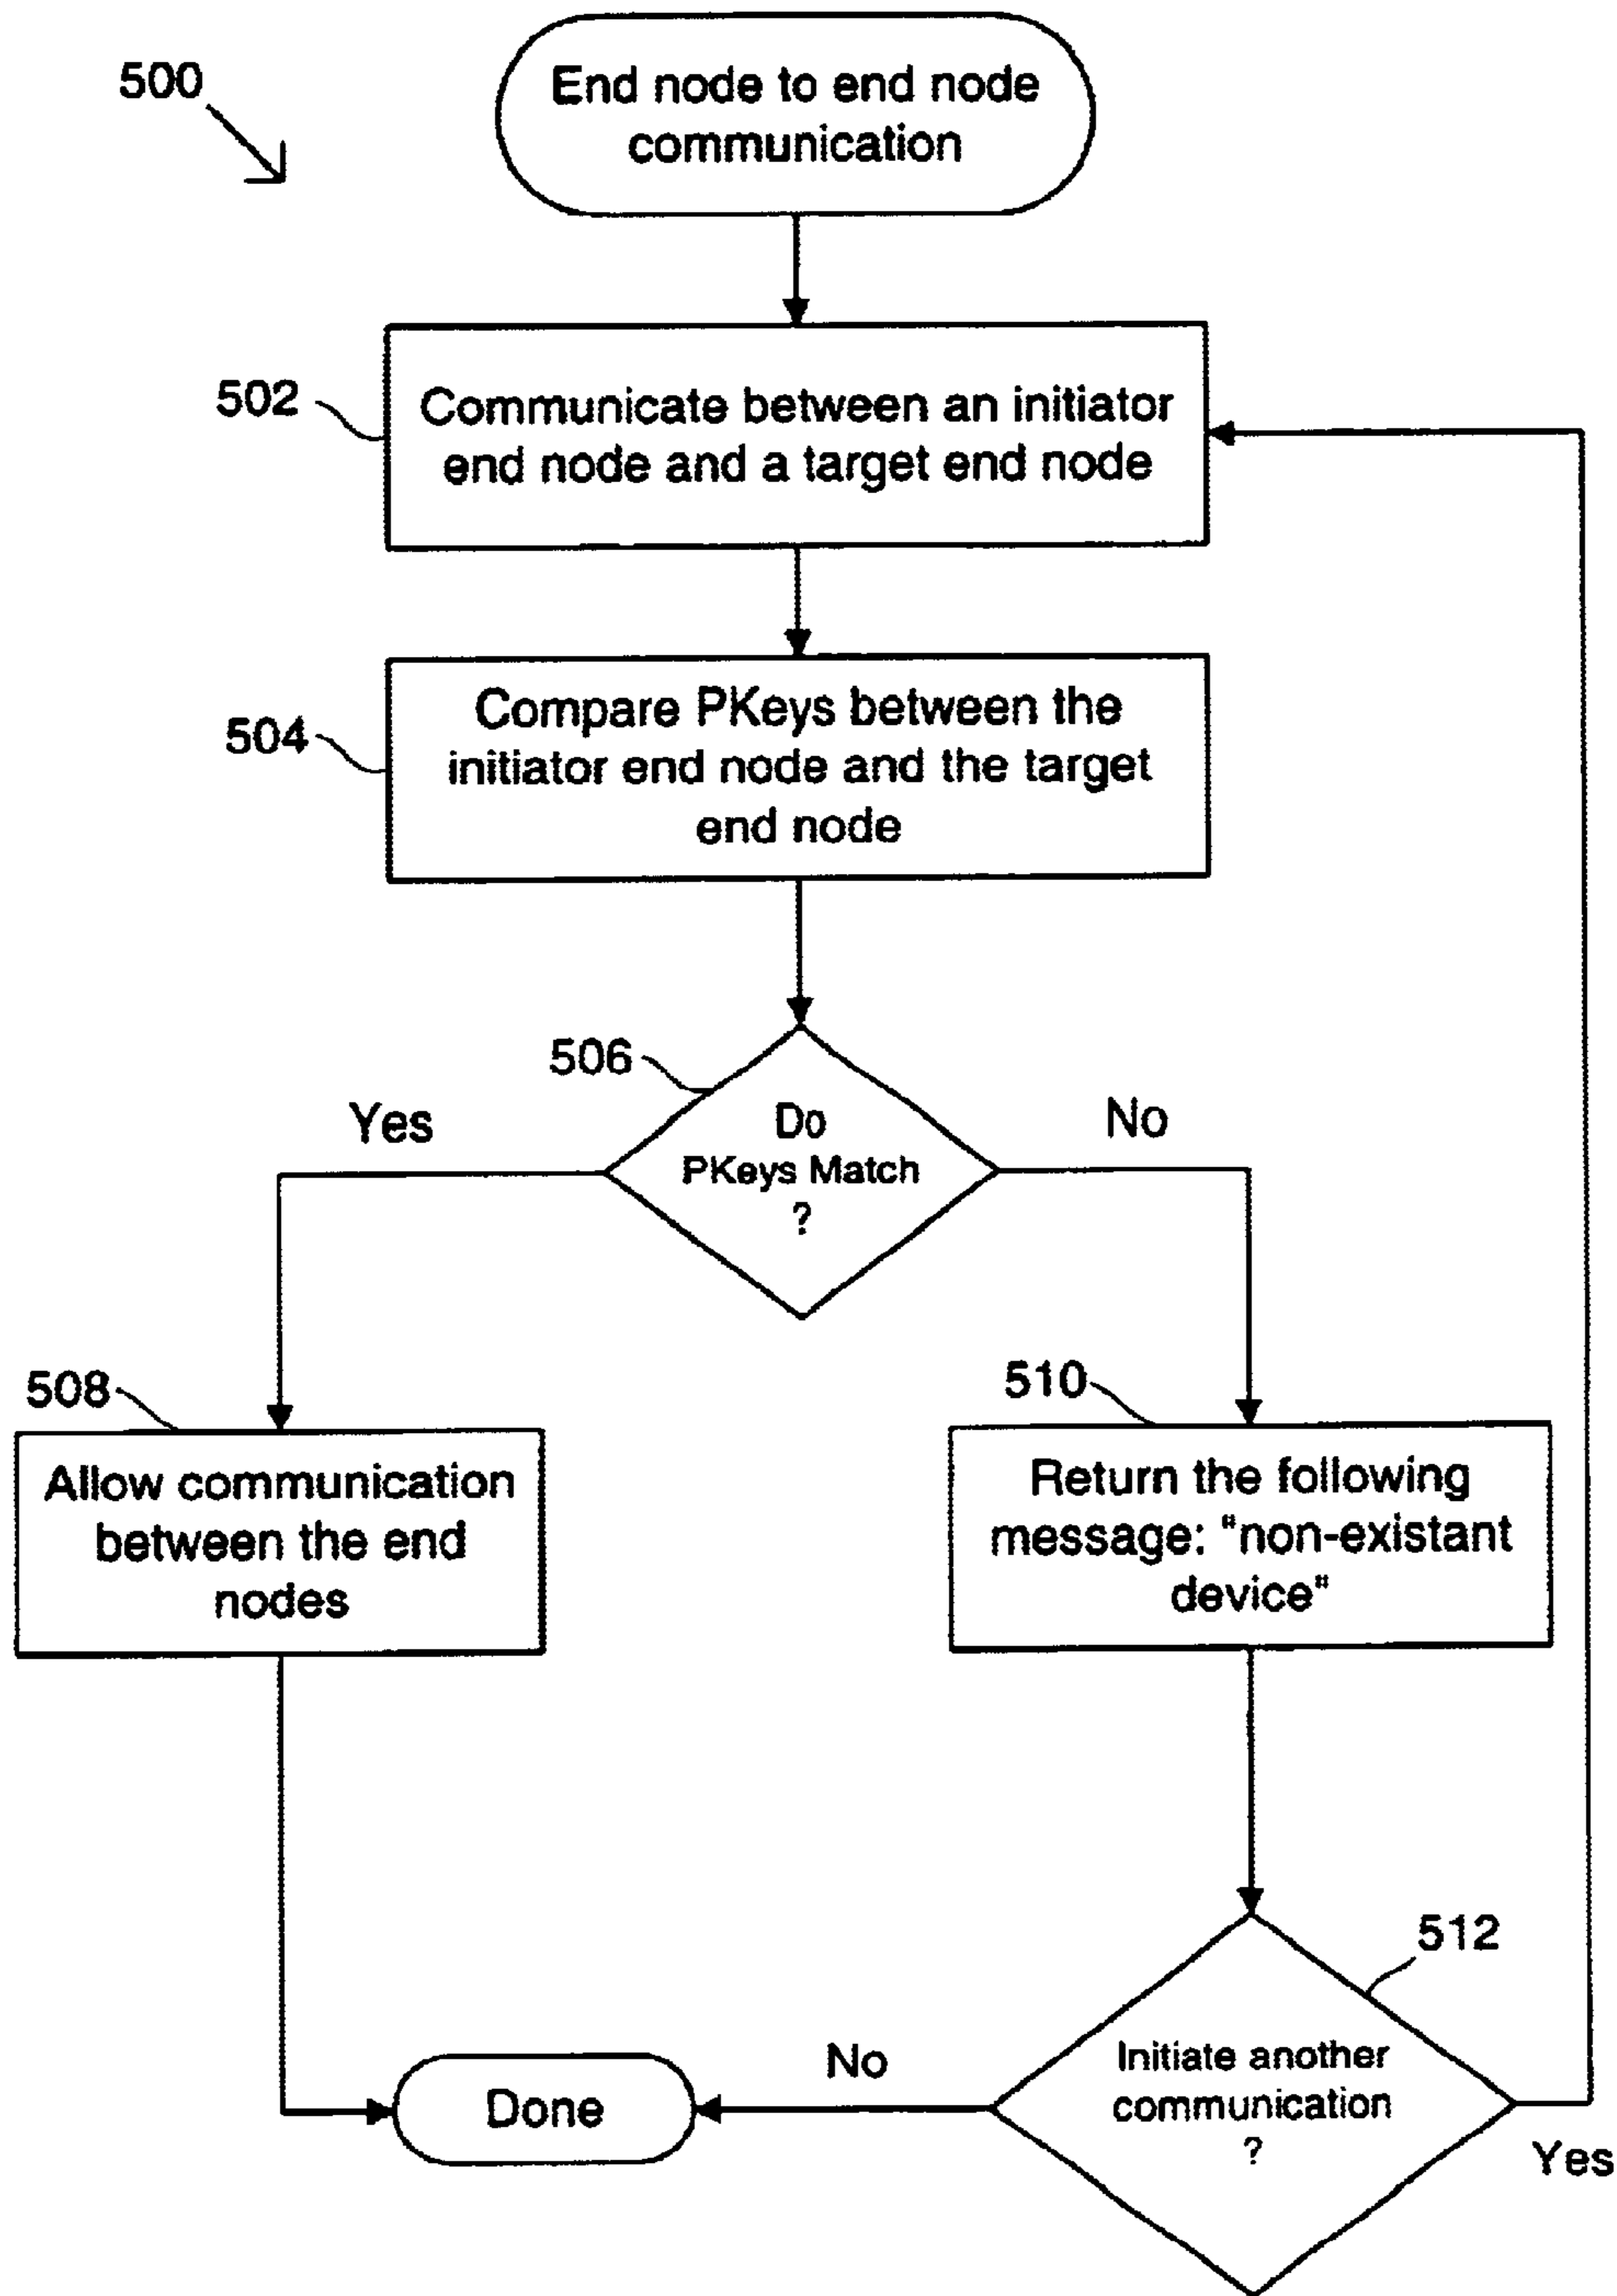 500
End node to end node
communication
502
Communicate between an initiator
end node and a target end node
504
Compare PKeys between the
initiator end node and the target
end node
506
Yes
Do
PKeys Match
?
No
508
Allow communication
between the end
nodes
510
Return the following
message: "non-existant
device"
512
Initiate another
communication
?
No
Done
Yes